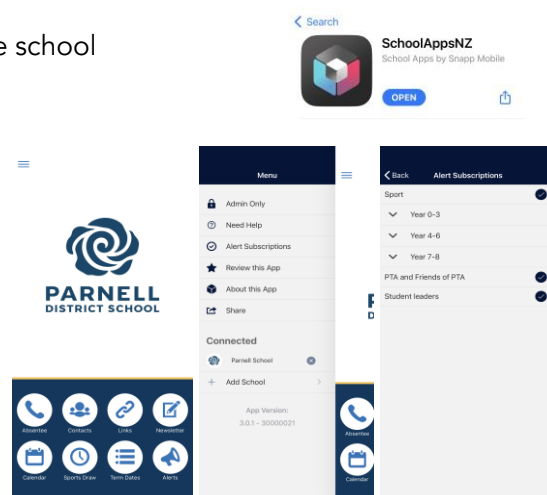 e school
Search
SchoolAppsNZ
School Apps by Snapp Mobile
OPEN
PARNELL
DISTRICT SCHOOL
Absentee
Contacts
Links
Newsletter
Calendar
Sports Draw
Term Dates
Alerts
Menu
Admin Only
Need Help
Alert Subscriptions
Review this App
About this App
Share
Connected
Parnell School
Add School
App Version:
3.0.1 - 30000021
P
D
Absentee
Calendar
Back
Alert Subscriptions
Sport
Year 0-3
Year 4-6
Year 7-8
PTA and Friends of PTA
Student leaders